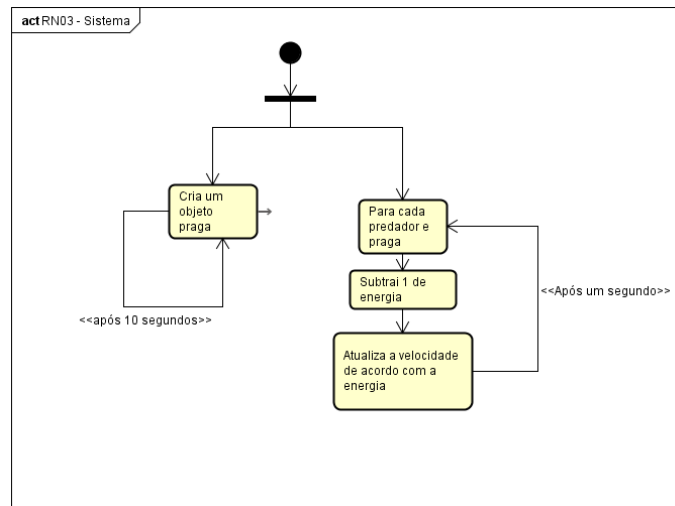 act RN03 - Sistema
Cria um
objeto
praga
<<após 10 segundos>>
Para cada
predador e
praga
Subtrai 1 de
energia
<<Após um segundo>>
Atualiza a velocidade
de acordo com a
energia